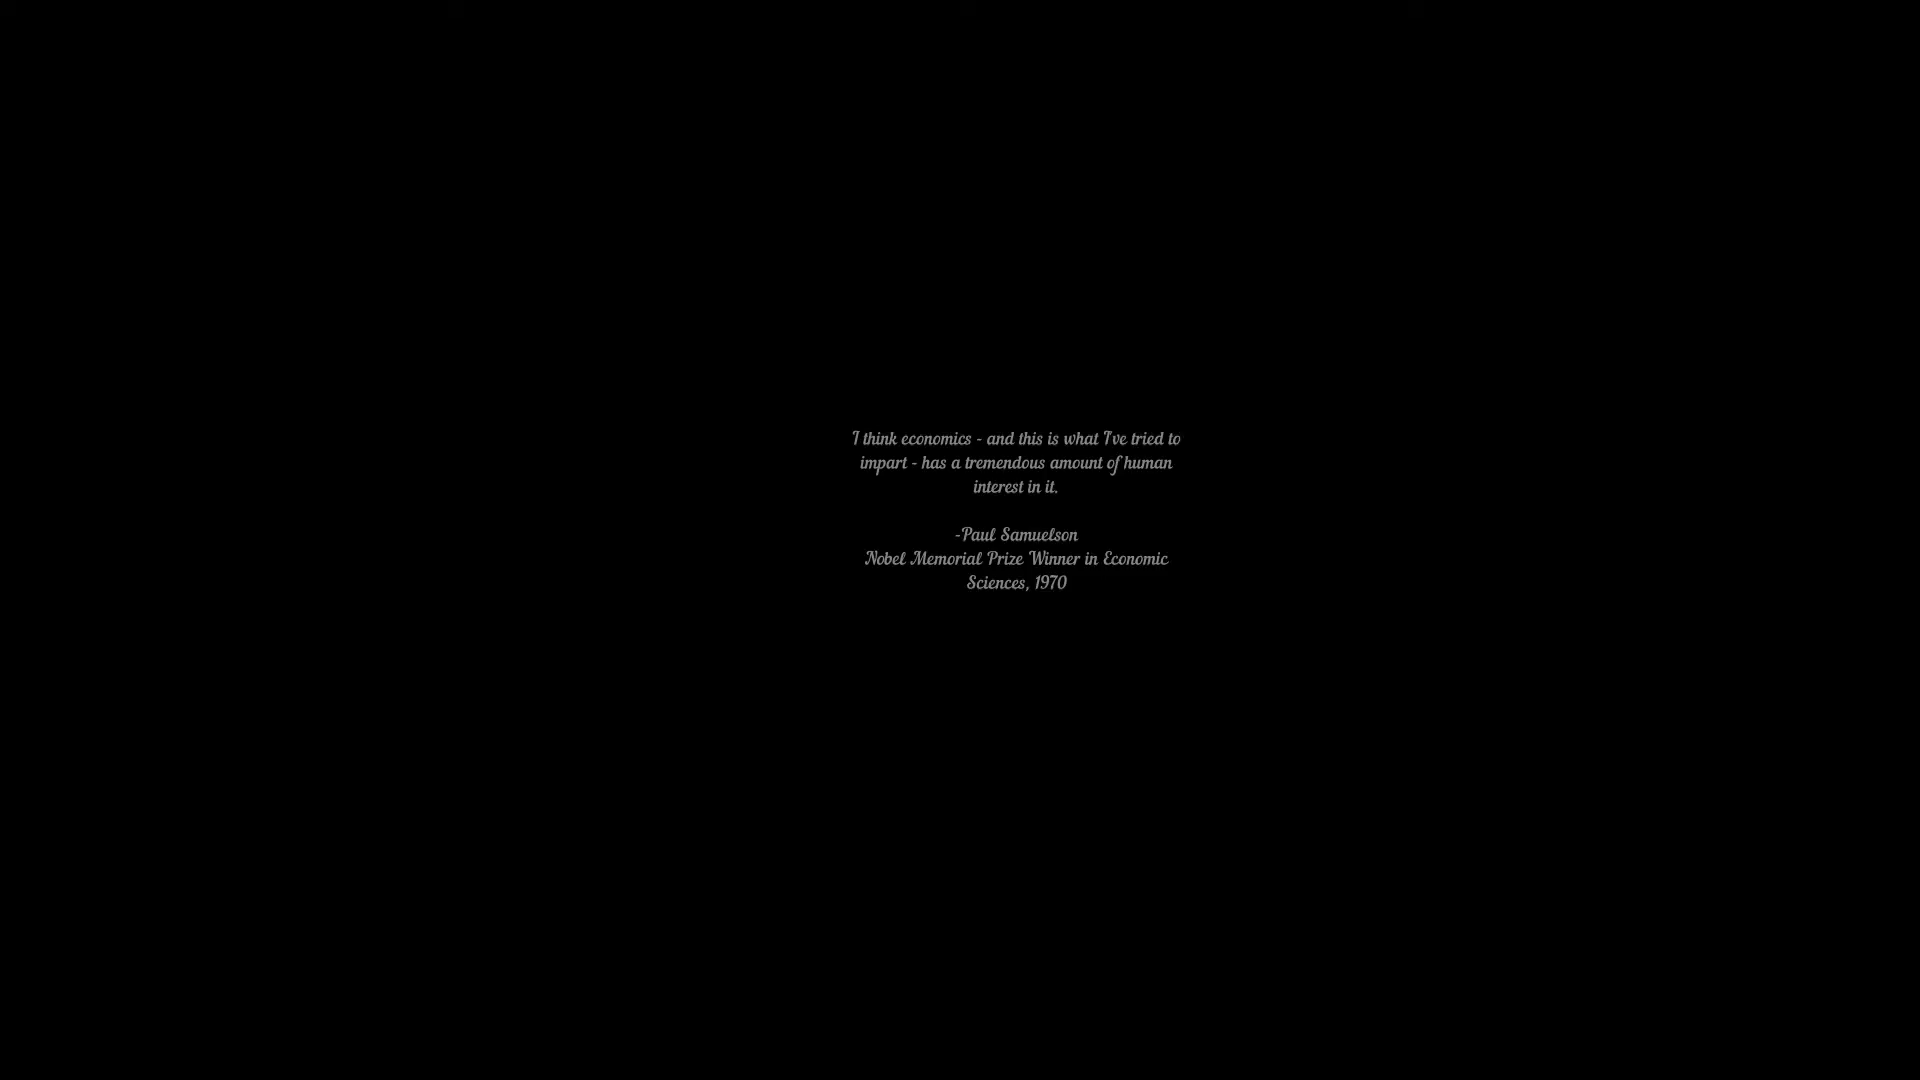 I think economics - and this is what I've tried to
impart - has a tremendous amount of human
interest in it.
-Paul Samuelson
Nobel Memorial Prize Winner in Economic
Sciences, 1970